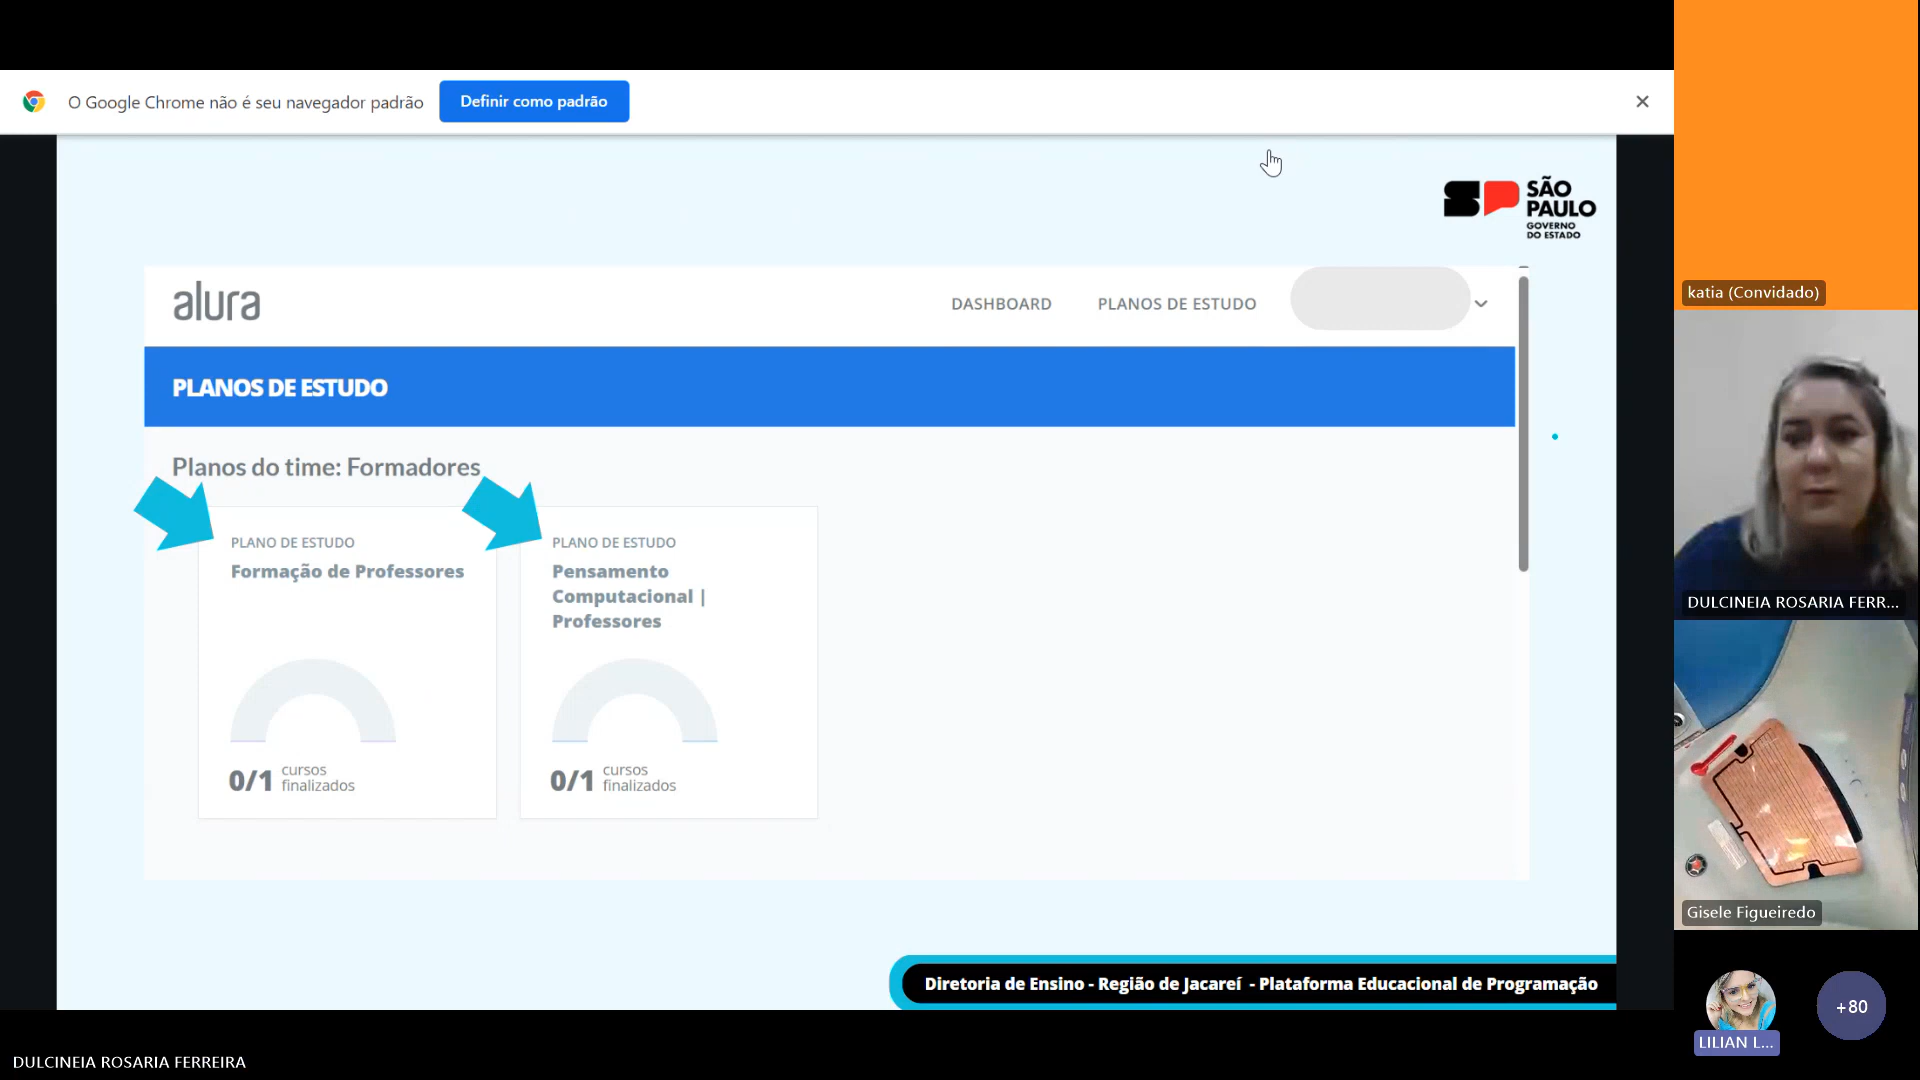 O Google Chrome não é seu navegador padrão
Definir como padrão
SÃO
PAULO
GOVERNO
DO ESTADO
alura
DASHBOARD
PLANOS DE ESTUDO
PLANOS DE ESTUDO
Planos do time: Formadores
PLANO DE ESTUDO
Formação de Professores
0/1 cursos
finalizados
PLANO DE ESTUDO
Pensamento
Computacional |
Professores
0/1 cursos
finalizados
Diretoria de Ensino - Região de Jacareí - Plataforma Educacional de Programação
katia (Convidado)
DULCINEIA ROSARIA FERR...
Gisele Figueiredo
LILIAN L...
+80
DULCINEIA ROSARIA FERREIRA